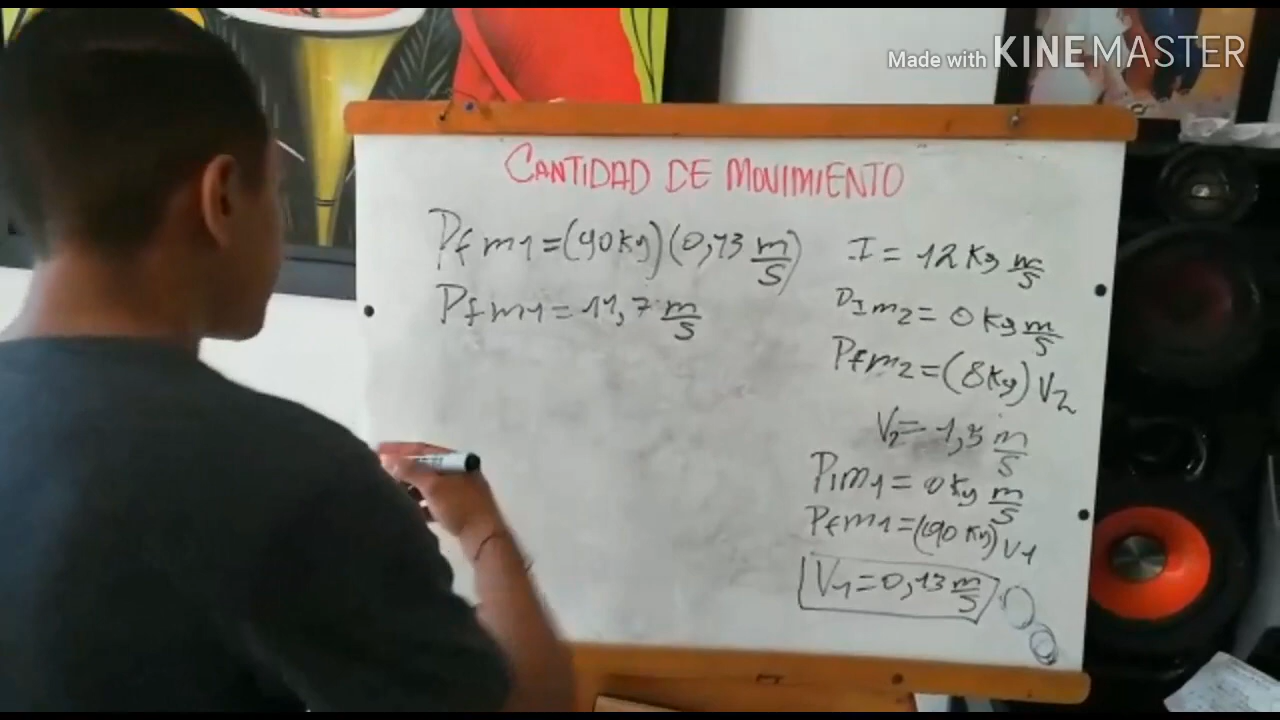 Made with KINEMASTER
CANTIDAD DE MOVIMIENTO
Pf m1 = (90 Kg) (0,13 m/s)
Pf m1 = 11,7 m/s
I = 12 Kg m/s
PI m2 = 0 Kg m/s
Pf m2 = (8 Kg) V2
V2 = 1,5 m/s
PI m1 = 0 Kg m/s
Pf m1 = (90 Kg) V1
V1 = 0,13 m/s